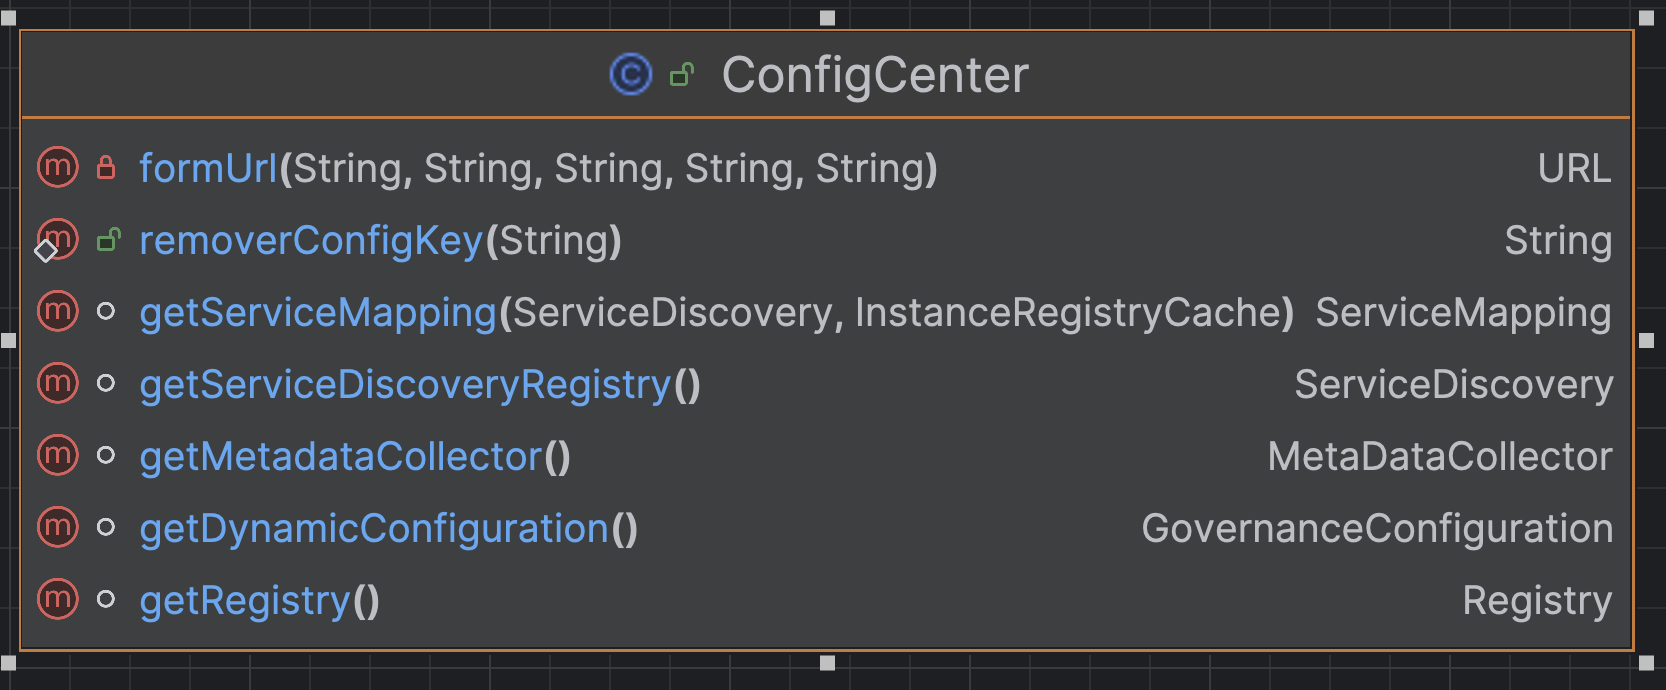 ConfigCenter
formUrl(String, String, String, String, String) URL
removerConfigKey(String) String
getServiceMapping(ServiceDiscovery, InstanceRegistryCache) ServiceMapping
getServiceDiscoveryRegistry() ServiceDiscovery
getMetadataCollector() MetaDataCollector
getDynamicConfiguration() GovernanceConfiguration
getRegistry() Registry